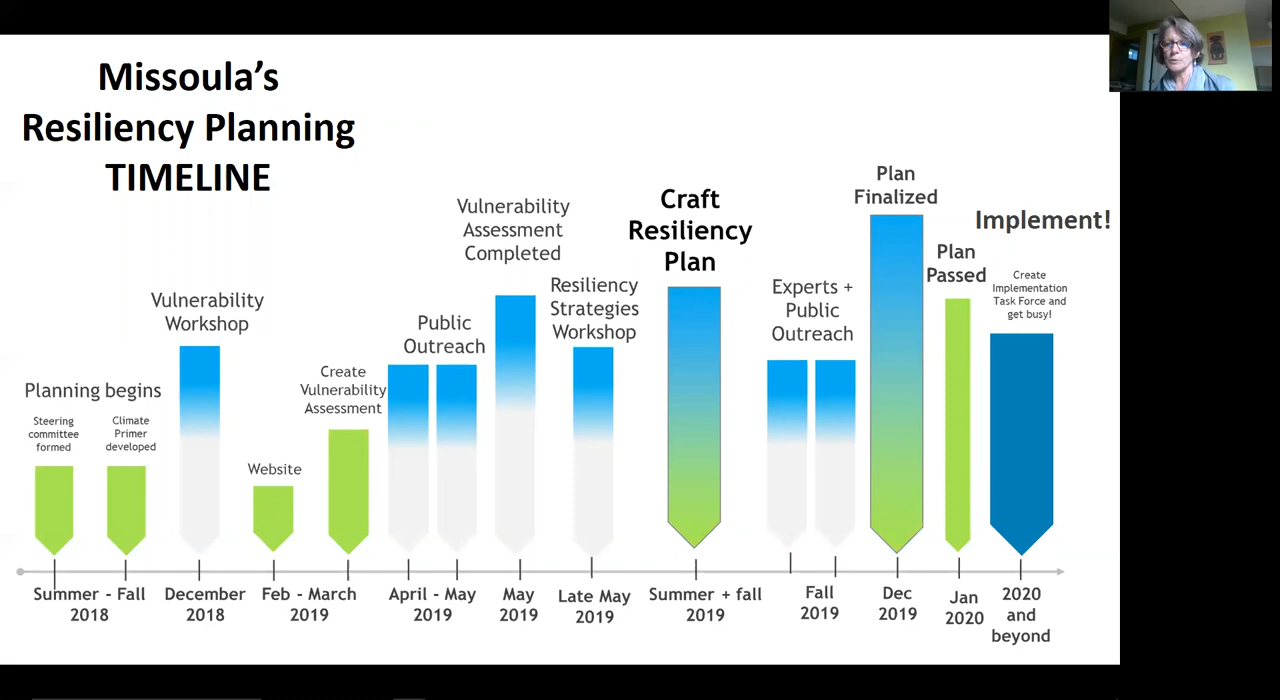 Missoula's
Resiliency Planning
TIMELINE
Planning begins
Steering
committee
formed
Climate
Primer
developed
Vulnerability
Workshop
Website
Create
Vulnerability
Assessment
Public
Outreach
Vulnerability
Assessment
Completed
Resiliency
Strategies
Workshop
Craft
Resiliency
Plan
Experts +
Public
Outreach
Plan
Finalized
Plan
Passed
Implement!
Create
Implementation
Task Force and
get busy!
Summer - Fall
2018
December
2018
Feb - March
2019
April - May
2019
May
2019
Late May
2019
Summer + fall
2019
Fall
2019
Dec
2019
Jan
2020
2020
and
beyond